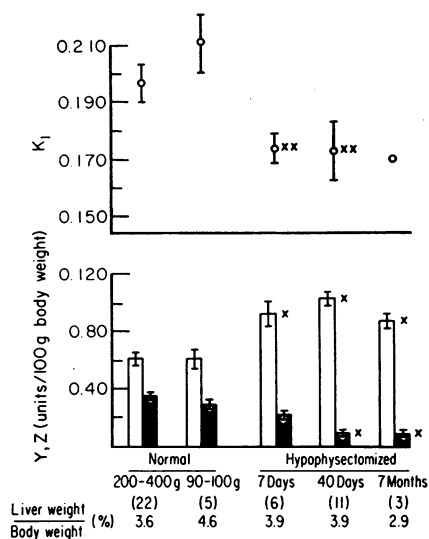 0.210
0.190
0.170
0.150
K1
xx
xx
0.120
0.80
0.40
Y,Z (units/100g body weight)
x
x
x
x
x
Normal
Hypophysectomized
200-400g 90-100g 7 Days 40 Days 7 Months
(22) (5) (6) (11) (3)
Liver weight
Body weight
(%) 3.6 4.6 3.9 3.9 2.9